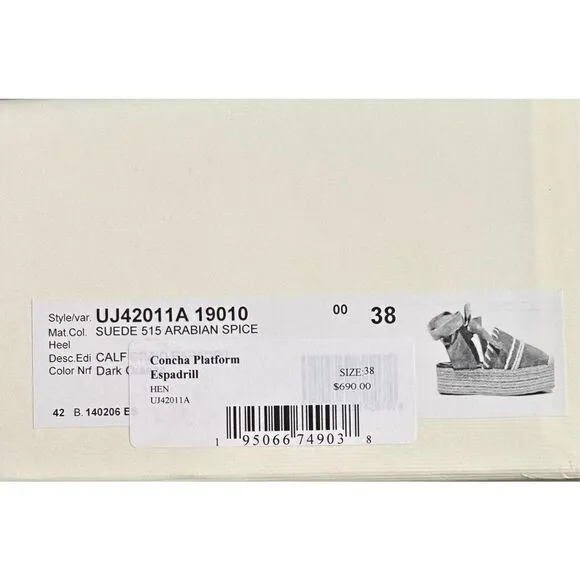 Style/var. UJ42011A 19010 00 38
Mat.Col. SUEDE 515 ARABIAN SPICE
Heel
Desc.Edi CALF
Color Nrf Dark
42 B. 140206 E
Concha Platform
Espadrill
HEN
UJ42011A
SIZE:38
$690.00
1 95066 74903 8